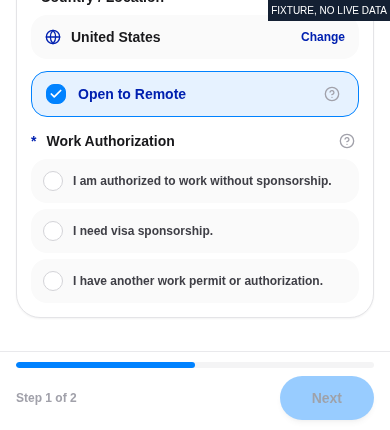 FIXTURE, NO LIVE DATA
United States
Change
Open to Remote
* Work Authorization
I am authorized to work without sponsorship.
I need visa sponsorship.
I have another work permit or authorization.
Step 1 of 2
Next